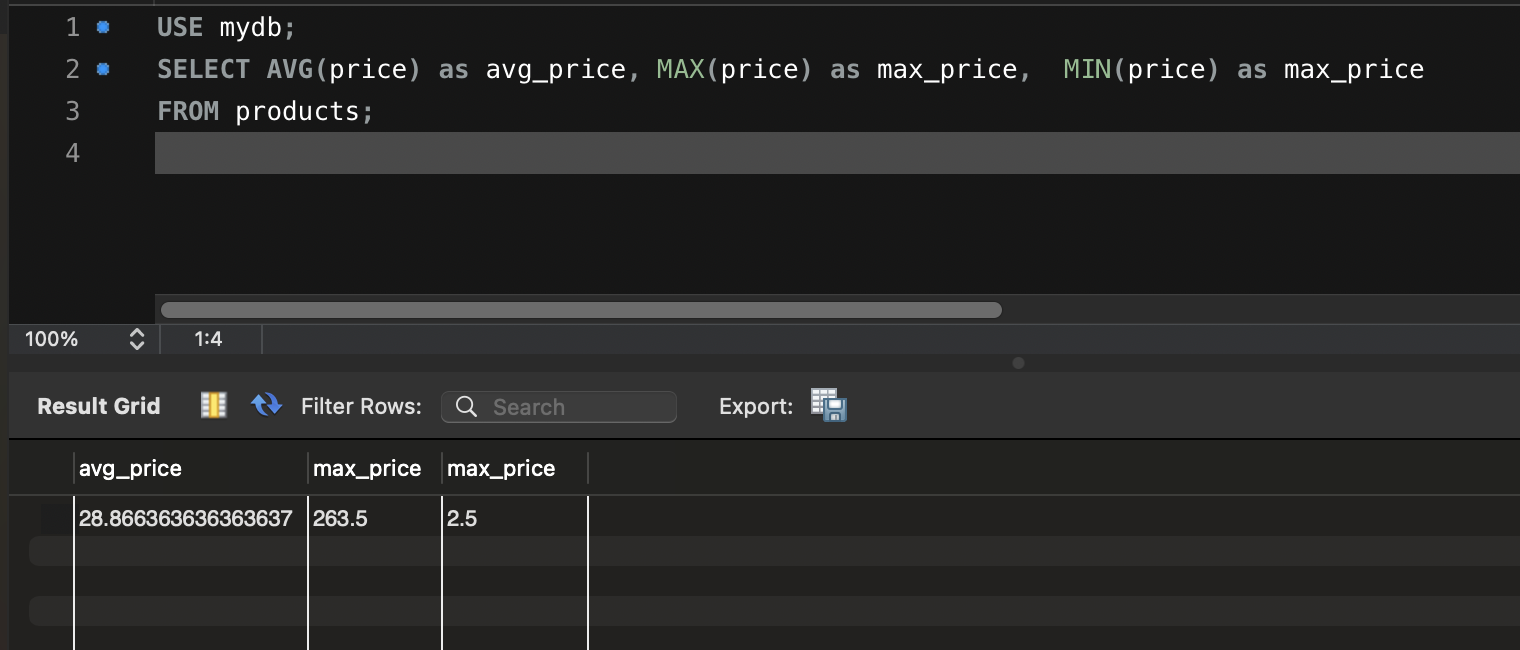 1 USE mydb;
2 SELECT AVG(price) as avg_price, MAX(price) as max_price,  MIN(price) as max_price
3 FROM products;
4
100% 1:4
Result Grid Filter Rows: Search Export:
avg_price max_price max_price
28.866363636363637 263.5 2.5